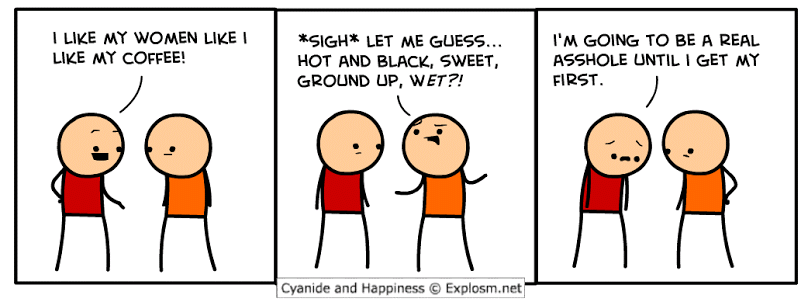 I LIKE MY WOMEN LIKE I
LIKE MY COFFEE!
*SIGH* LET ME GUESS...
HOT AND BLACK, SWEET,
GROUND UP, WET?!
I'M GOING TO BE A REAL
ASSHOLE UNTIL I GET MY
FIRST.
Cyanide and Happiness © Explosm.net